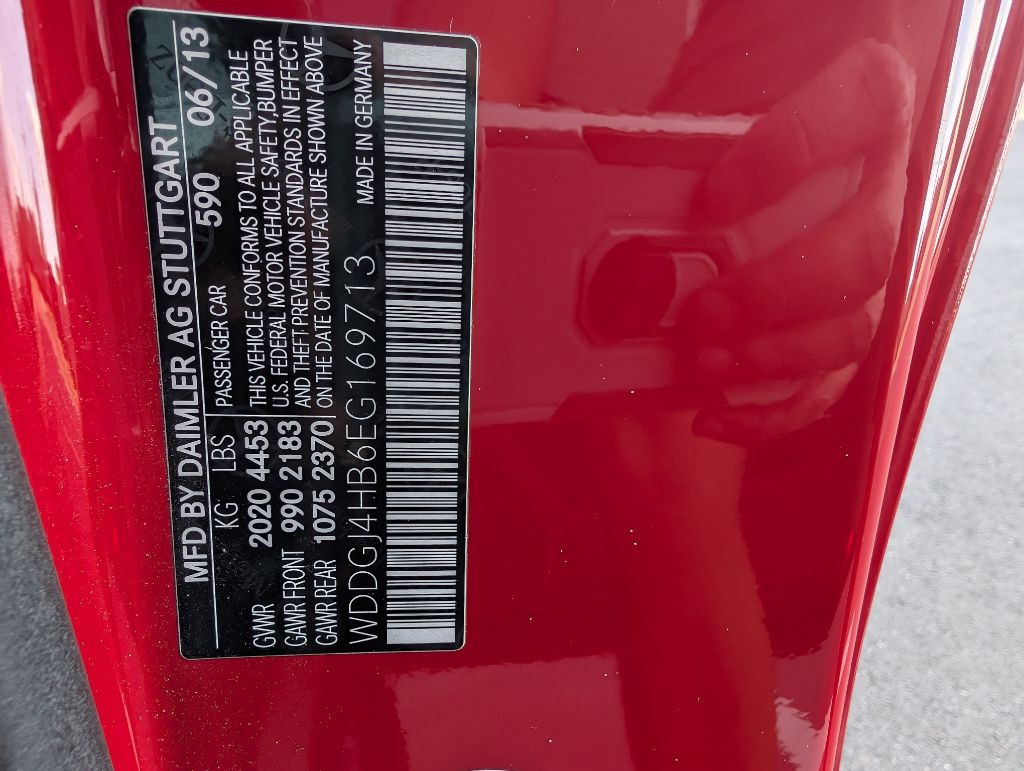 MFD BY DAIMLER AG STUTTGART
590 06/13
KG LBS PASSENGER CAR
GVWR 2020 4453 THIS VEHICLE CONFORMS TO ALL APPLICABLE
GAWR FRONT 990 2183 U.S. FEDERAL MOTOR VEHICLE SAFETY,BUMPER
AND THEFT PREVENTION STANDARDS IN EFFECT
GAWR REAR 1075 2370 ON THE DATE OF MANUFACTURE SHOWN ABOVE
WDDGJ4HB6EG169713 MADE IN GERMANY